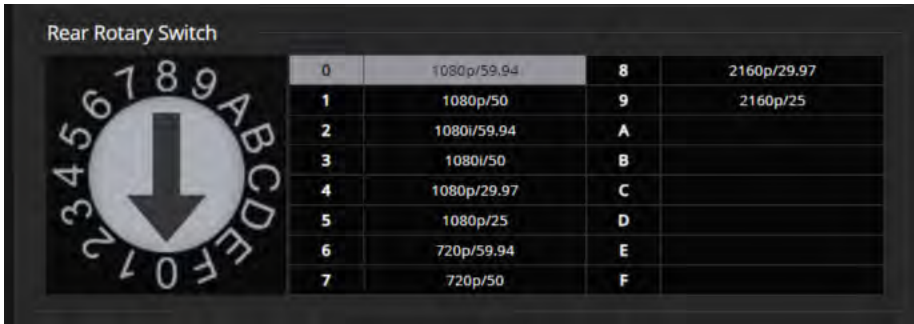 Rear Rotary Switch
0 1 2 3 4 5 6 7 8 9 A B C D E F
0 1080p/59.94 8 2160p/29.97
1 1080p/50 9 2160p/25
2 1080i/59.94 A
3 1080i/50 B
4 1080p/29.97 C
5 1080p/25 D
6 720p/59.94 E
7 720p/50 F